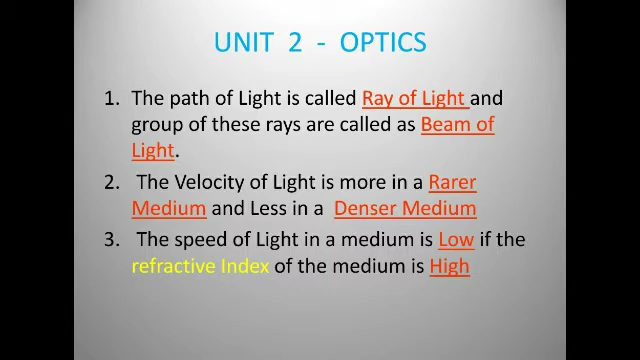 UNIT 2 - OPTICS
1. The path of Light is called Ray of Light and
group of these rays are called as Beam of
Light.
2. The Velocity of Light is more in a Rarer
Medium and Less in a Denser Medium
3. The speed of Light in a medium is Low if the
refractive Index of the medium is High